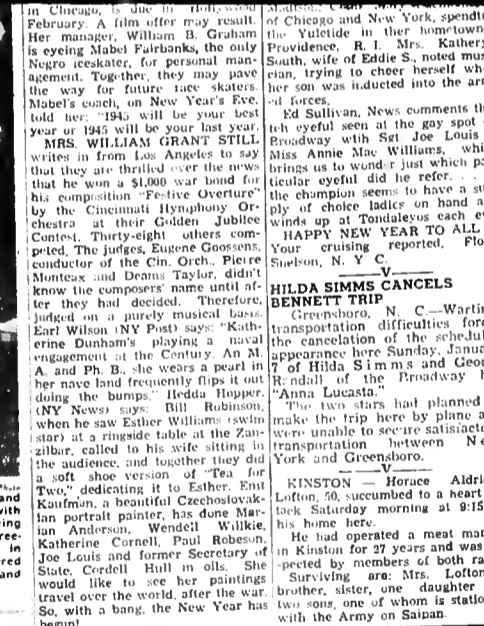 in Chicago, is due in Hollywood
February. A film offer may result.
Her manager, William B. Graham
is eyeing Mabel Fairbanks, the only
Negro iceskater, for personal man-
agement. Together, they may pave
the way for future race skaters.
Mabel's coach, on New Year's Eve.
told her: "1945 will be your best
year or 1945 will be your last year.
MRS. WILLIAM GRANT STILL
writes in from Los Angeles to say
that they are thrilled over the news
that he won a $1,000 war bond for
his composition "Festive Overture"
by the Cincinnati Hymphony Or-
chestra at their Golden Jubilee
Contest. Thirty-eight others com-
peted. The judges, Eugene Goossens,
conductor of the Cin. Orch., Pierre
Monteax and Deams Taylor, didn't
know the composers' name until af-
ter they had decided. Therefore,
judged on a purely musical basis.
Earl Wilson (NY Post) says: "Kath-
erine Dunham's playing a naval
engagement at the Century. An M.
A. and Ph. B., she wears a pearl in
her nave land frequently flips it out
doing the bumps." Hedda Hopper.
(NY News) says: Bill Robinson,
when he saw Esther Williams (swim
star) at a ringside table at the Zan-
zibar, called to his wife sitting in
the audience, and together they did
a soft shoe version of "Tea for
Two," dedicating it to Esther. Emt
Kaufman, a beautiful Czechoslovak-
ian portrait painter, has done Mar-
ian Anderson, Wendell Willkie,
Katherine Cornell, Paul Robeson,
Joe Louis and former Secretary of
State, Cordell Hull in oils. She
would like to see her paintings
travel over the world, after the war.
So, with a bang, the New Year has
begun!
of Chicago and New York, spendt
the Yuletide in ther hometown
Providence, R. I. Mrs. Kathery
South, wife of Eddie S., noted mus
cian, trying to cheer herself wh
her son was inducted into the arm
ed forces.
Ed Sullivan, News comments th
teh eyeful seen at the gay spot
Broadway wtih Sgt Joe Louis
Miss Annie Mae Williams, whi
brings us to wonder just which pa
ticular eyeful did he refer. . .
the champion seems to have a su
ply of choice ladies on hand a
winds up at Tondaleyos each ev
HAPPY NEW YEAR TO ALL
Your cruising reported, Flo
Snelson, N. Y C.
V
HILDA SIMMS CANCELS
BENNETT TRIP
Greensboro, N. C.—Wartim
transportation difficulties forc
the cancelation of the schedul
appearance here Sunday, Janua
7 of Hilda Simms and Geor
Randall of the Broadway h
"Anna Lucasta."
The two stars had planned
make the trip here by plane a
were unable to secure satisfacto
transportation between Ne
York and Greensboro.
V
KINSTON — Horace Aldri
Lofton, 50, succumbed to a heart
tack Saturday morning at 9:15
his home here.
He had operated a meat mar
in Kinston for 27 years and was
-pected by members of both ra
Surviving are: Mrs. Lofton
brother, sister, one daughter
two sons, one of whom is statio
with the Army on Saipan.